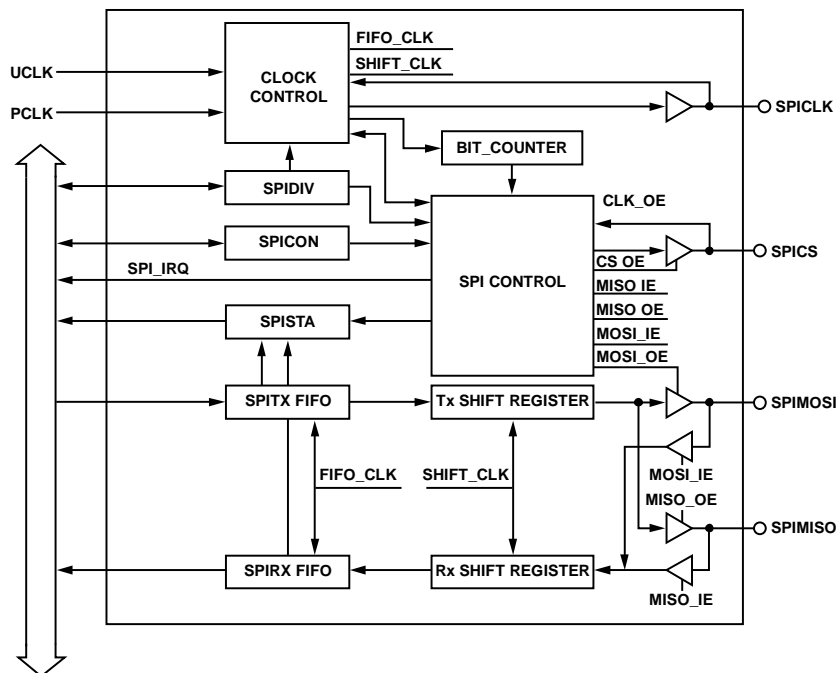 FIFO_CLK
SHIFT_CLK
UCLK
CLOCK
CONTROL
PCLK
SPICLK
BIT_COUNTER
SPIDIV
CLK_OE
SPICON
SPI_IRQ
SPI CONTROL
CS OE
SPICS
MISO IE
MISO OE
MOSI_IE
MOSI_OE
SPISTA
SPITX FIFO
Tx SHIFT REGISTER
SPIMOSI
FIFO_CLK
SHIFT_CLK
MOSI_IE
MISO_OE
SPIMISO
SPIRX FIFO
Rx SHIFT REGISTER
MISO_IE